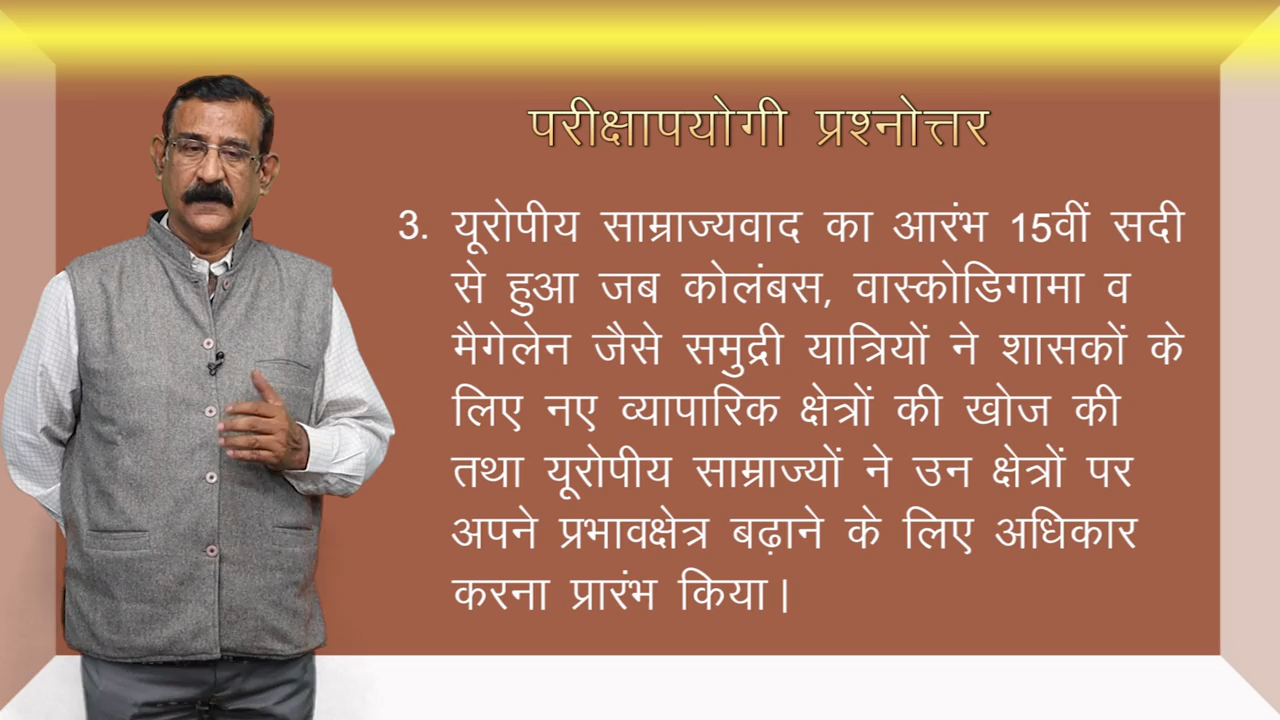 परीक्षापयोगी प्रश्नोत्तर
3. यूरोपीय साम्राज्यवाद का आरंभ 15वीं सदी
से हुआ जब कोलंबस, वास्कोडिगामा व
मैगेलेन जैसे समुद्री यात्रियों ने शासकों के
लिए नए व्यापारिक क्षेत्रों की खोज की
तथा यूरोपीय साम्राज्यों ने उन क्षेत्रों पर
अपने प्रभावक्षेत्र बढ़ाने के लिए अधिकार
करना प्रारंभ किया।